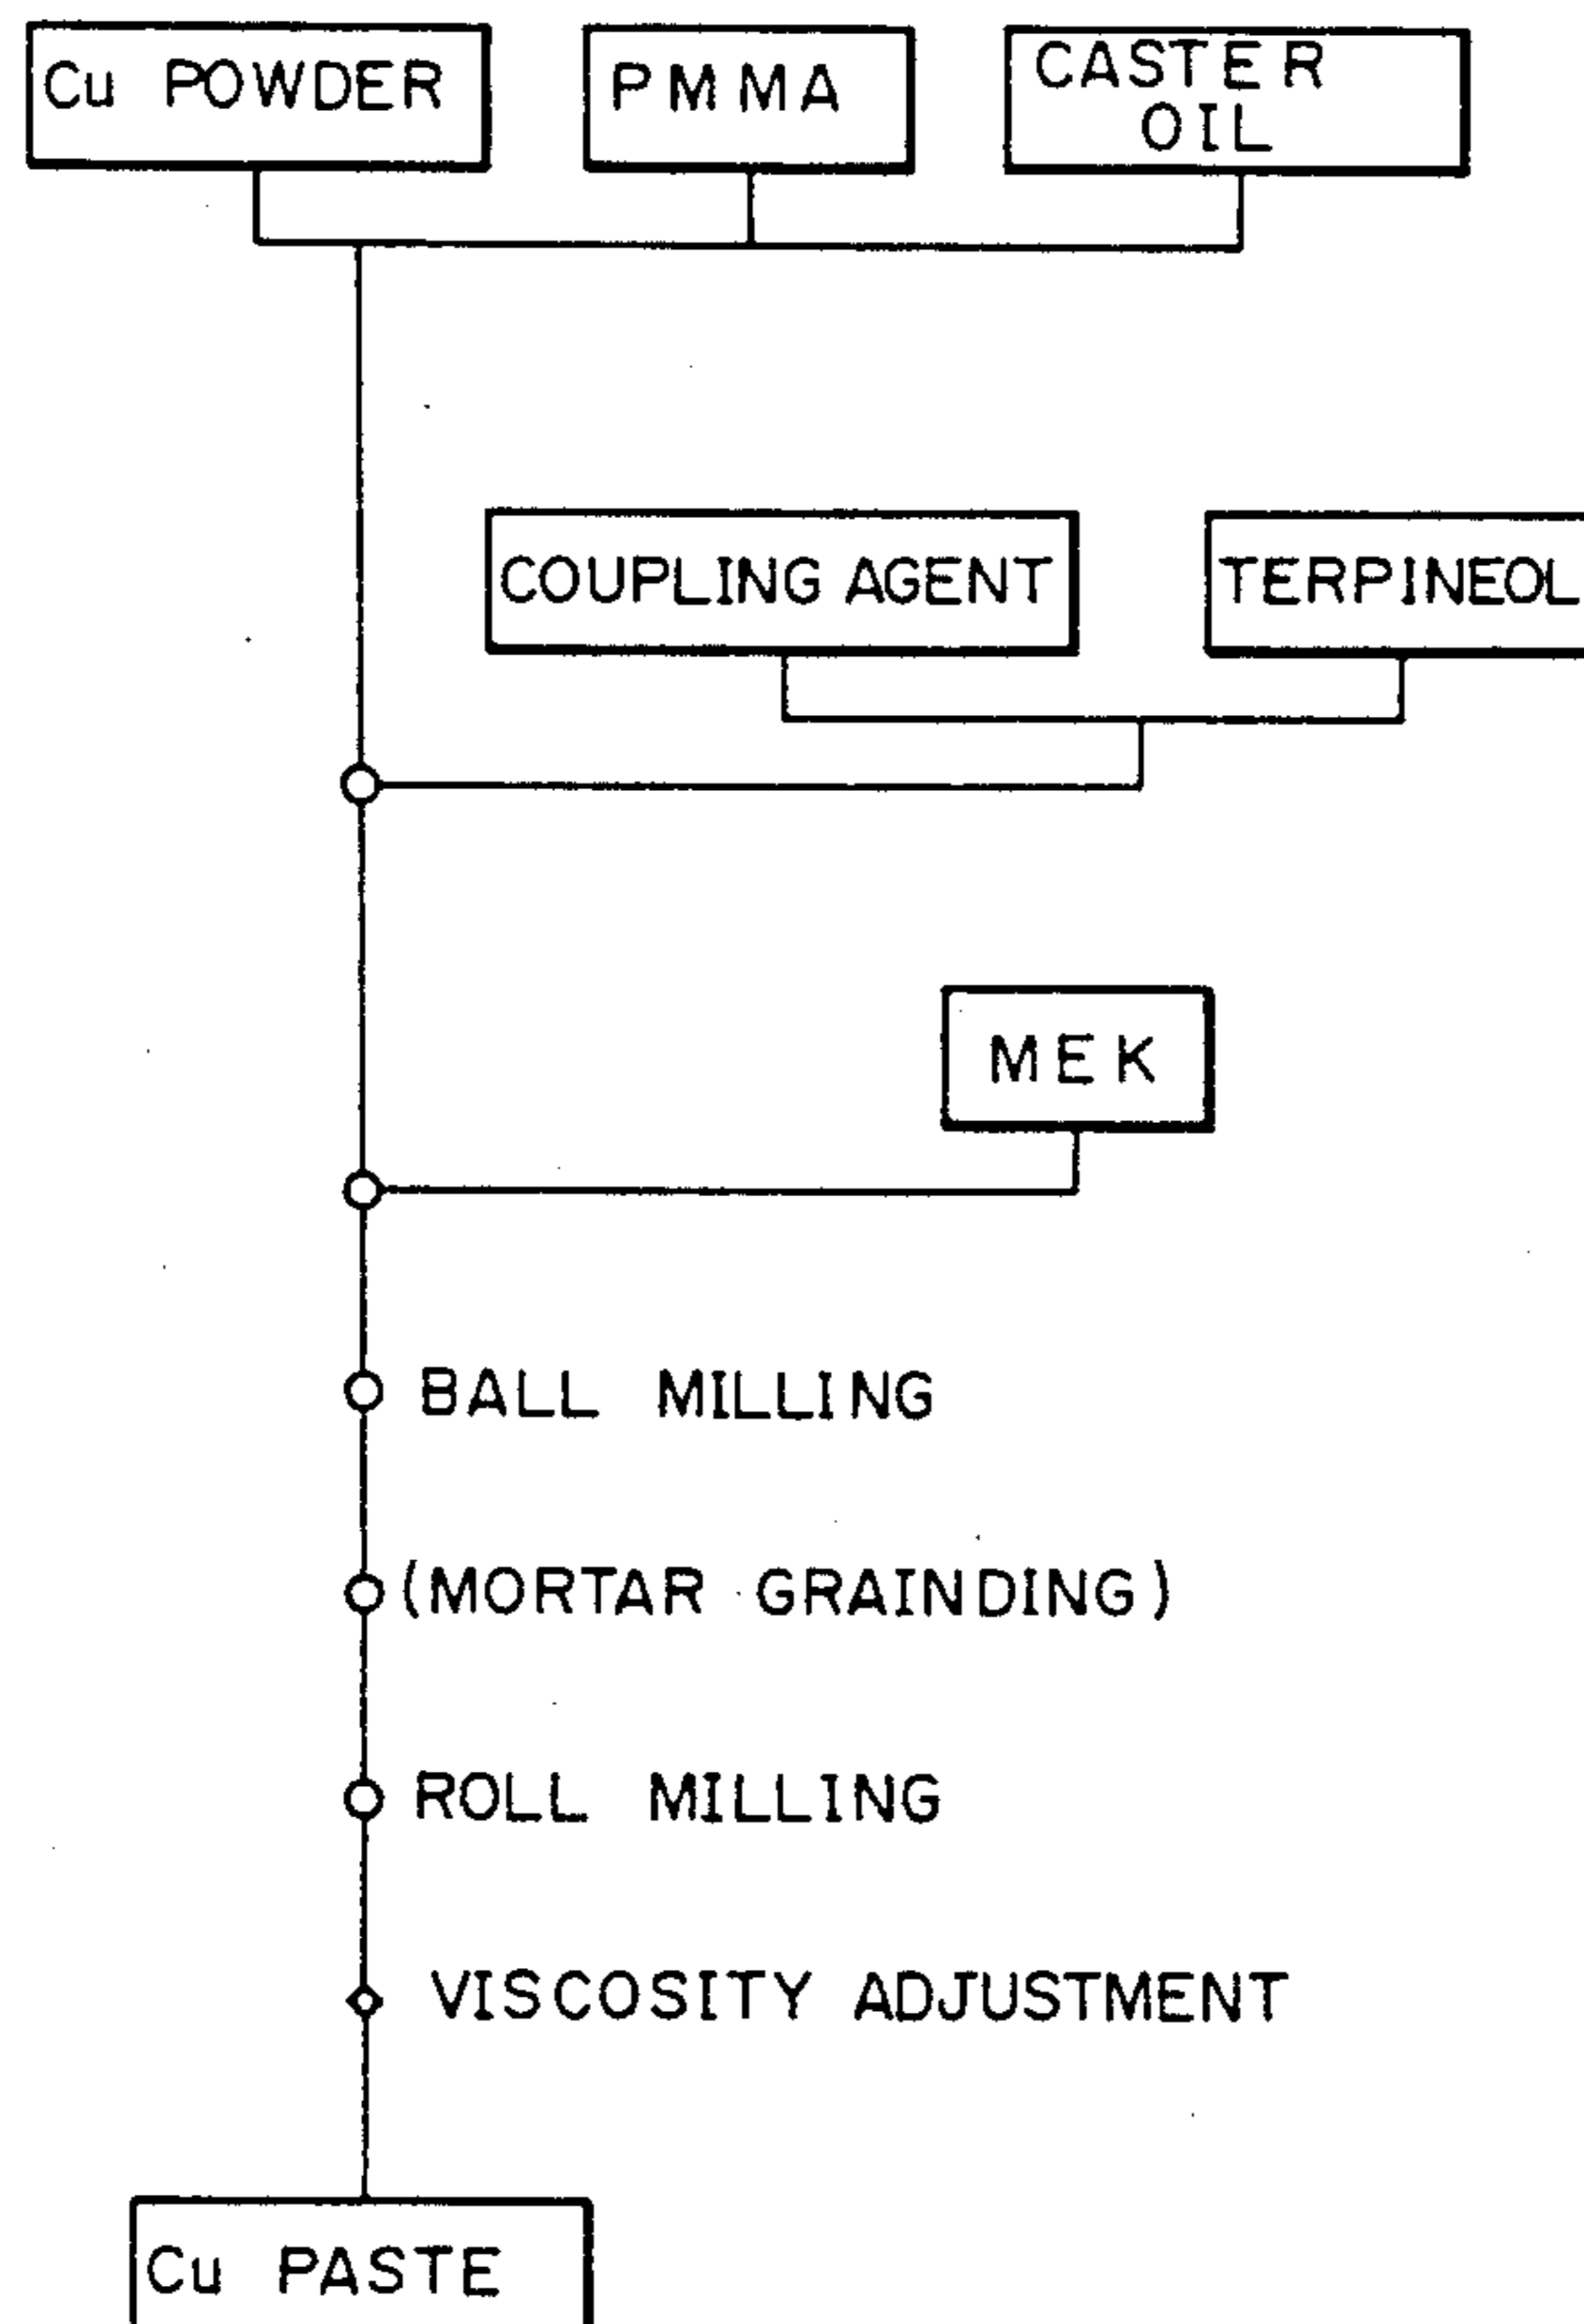 Cu POWDER
PMMA
CASTER
OIL
COUPLING AGENT
TERPINEOL
MEK
BALL MILLING
(MORTAR GRAINDING)
ROLL MILLING
VISCOSITY ADJUSTMENT
Cu PASTE